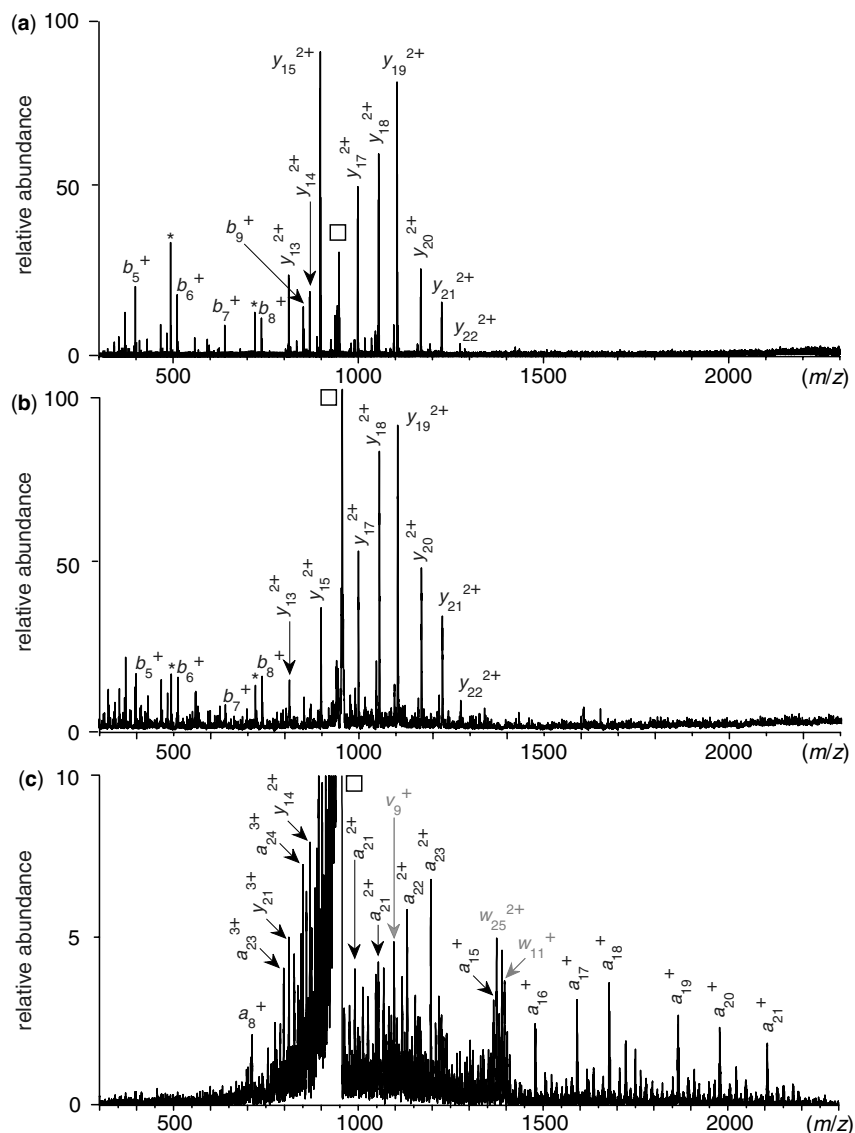 (a)
100
50
0
relative abundance
b5+
*
b6+
b7+
*
b8+
b9+
y13 2+
y14 2+
y15 2+
□
y17 2+
y18 2+
y19 2+
y20 2+
y21 2+
y22 2+
500 1000 1500 2000 (m/z)
(b)
100
50
0
relative abundance
b5+
*
b6+
b7+
*
b8+
y13 2+
y15 2+
□
y17 2+
y18 2+
y19 2+
y20 2+
y21 2+
y22 2+
500 1000 1500 2000 (m/z)
(c)
10
5
0
relative abundance
a8+
a23 3+
y21 3+
a24 3+
y14 2+
□
a21 2+
a21 2+
v9+
a22 2+
a23 2+
a15+
w25 2+
w11+
a16+
a17+
a18+
a19+
a20+
a21+
500 1000 1500 2000 (m/z)